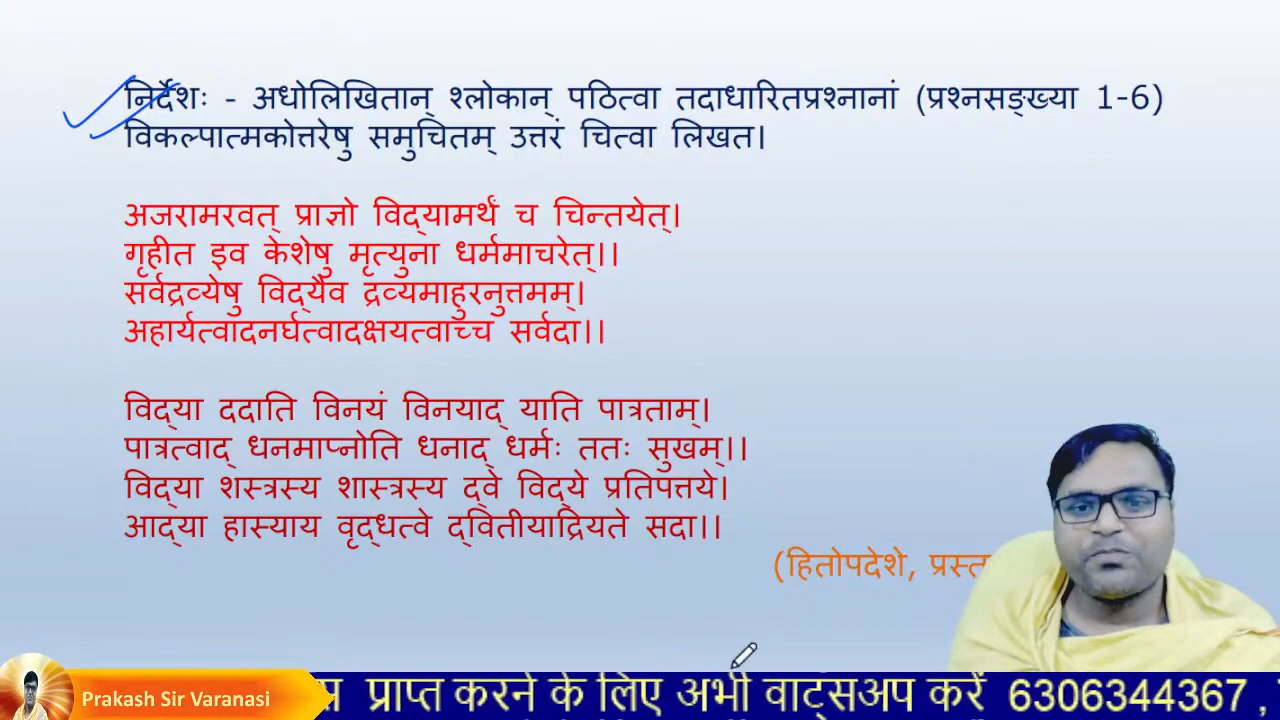 निर्देशः - अधोलिखितान् श्लोकान् पठित्वा तदाधारितप्रश्नानां (प्रश्नसङ्ख्या 1-6)
विकल्पात्मकोत्तरेषु समुचितम् उत्तरं चित्वा लिखत।
अजरामरवत् प्राज्ञो विद्यामर्थं च चिन्तयेत्।
गृहीत इव केशेषु मृत्युना धर्ममाचरेत्।।
सर्वद्रव्येषु विद्यैव द्रव्यमाहुरनुत्तमम्।
अहार्यत्वादनर्घत्वादक्षयत्वाच्च सर्वदा।।
विद्या ददाति विनयं विनयाद् याति पात्रताम्।
पात्रत्वाद् धनमाप्नोति धनाद् धर्मः ततः सुखम्।।
विद्या शस्त्रस्य शास्त्रस्य द्वे विद्ये प्रतिपत्तये।
आद्या हास्याय वृद्धत्वे द्वितीयाद्रियते सदा।।
(हितोपदेशे,
Prakash Sir Varanasi
प्राप्त करने के लिए अभी वाट्सअप करें 6306344367 ,